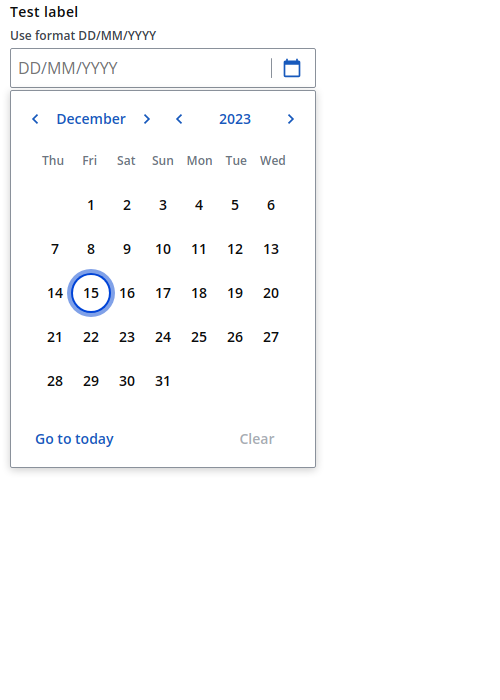 Test label
Use format DD/MM/YYYY
DD/MM/YYYY
December 2023
Thu Fri Sat Sun Mon Tue Wed
1 2 3 4 5 6
7 8 9 10 11 12 13
14 15 16 17 18 19 20
21 22 23 24 25 26 27
28 29 30 31
Go to today Clear